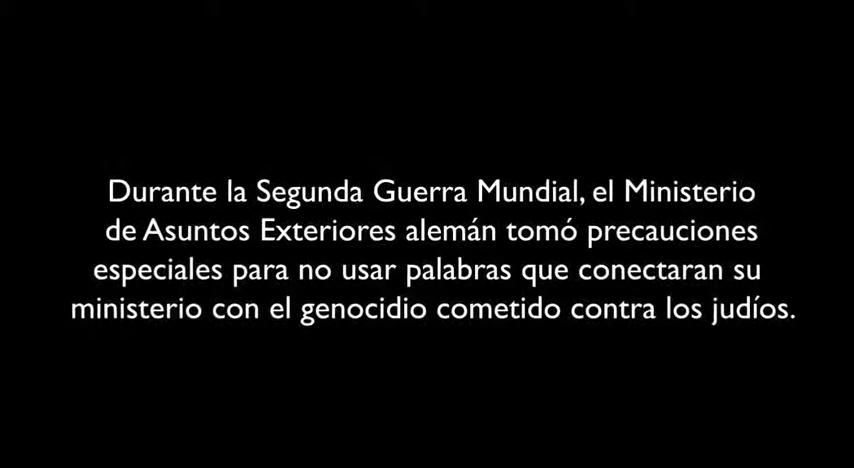 Durante la Segunda Guerra Mundial, el Ministerio
de Asuntos Exteriores alemán tomó precauciones
especiales para no usar palabras que conectaran su
ministerio con el genocidio cometido contra los judíos.